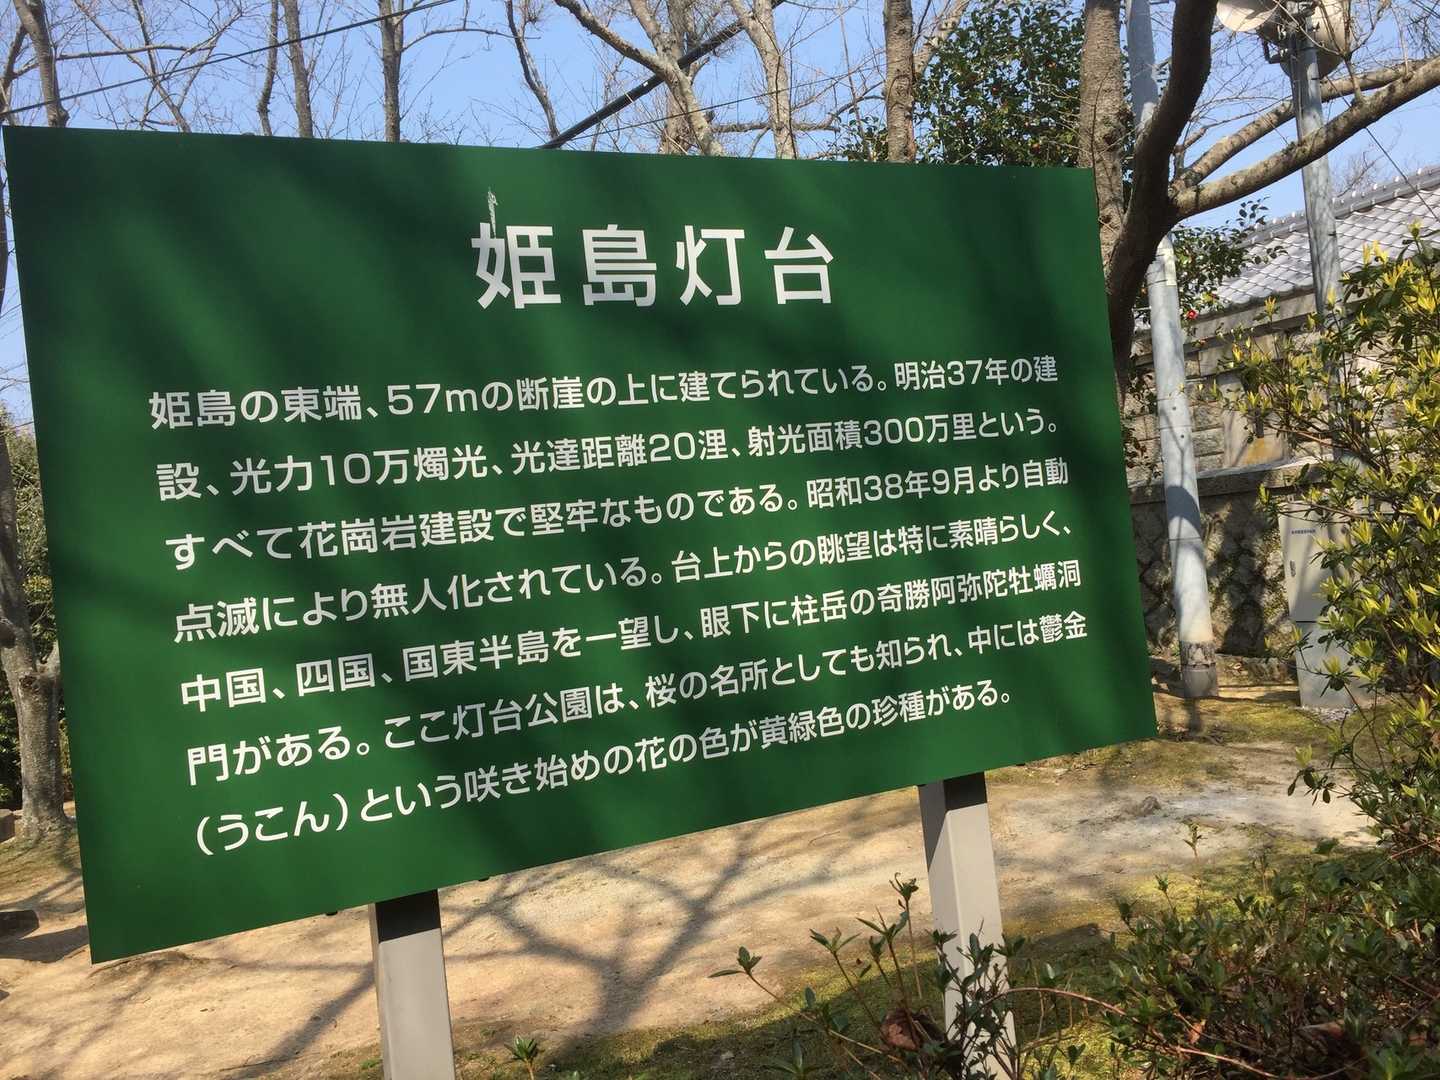 姫島灯台
姫島の東端、57mの断崖の上に建てられている。明治37年の建
設、光力10万燭光、光達距離20浬、射光面積300万里という。
すべて花崗岩建設で堅牢なものである。昭和38年9月より自動
点滅により無人化されている。台上からの眺望は特に素晴らしく、
中国、四国、国東半島を一望し、眼下に柱岳の奇勝阿弥陀牡蠣洞
門がある。ここ灯台公園は、桜の名所としても知られ、中には鬱金
（うこん）という咲き始めの花の色が黄緑色の珍種がある。